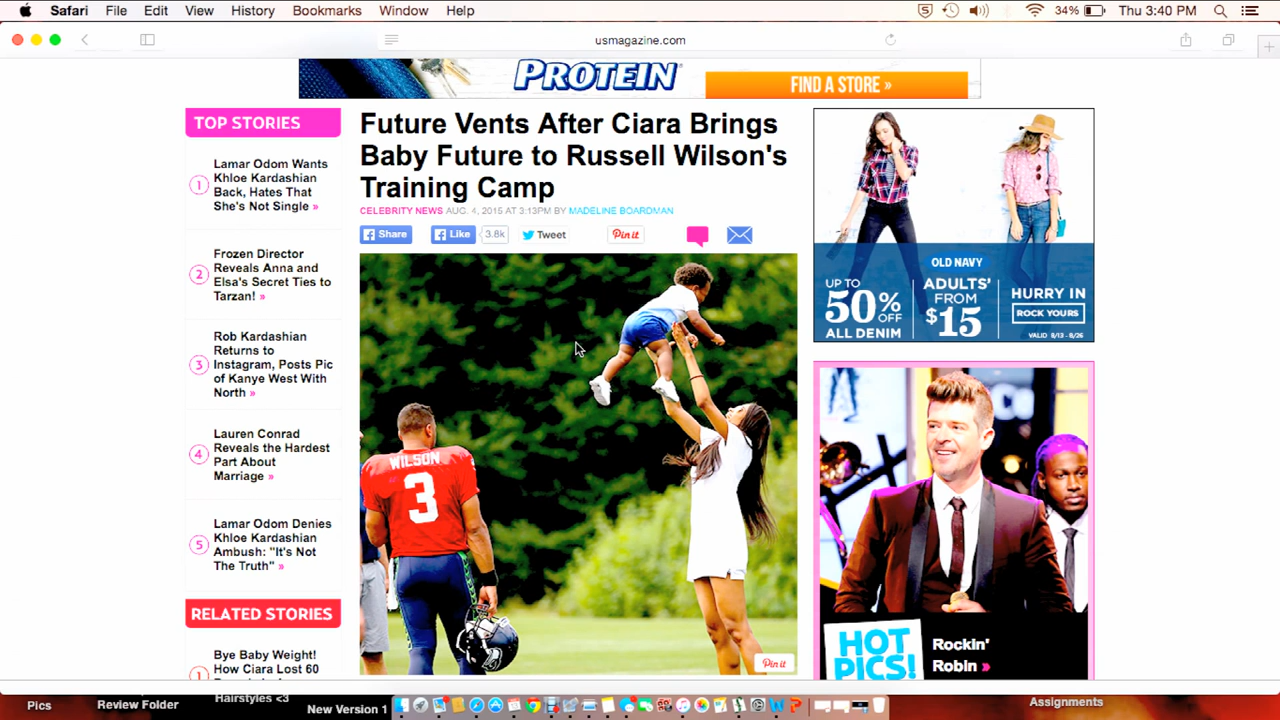 Safari File Edit View History Bookmarks Window Help
34% Thu 3:40 PM
usmagazine.com
PROTEIN
FIND A STORE »
TOP STORIES
1
Lamar Odom Wants
Khloe Kardashian
Back, Hates That
She's Not Single »
2
Frozen Director
Reveals Anna and
Elsa's Secret Ties to
Tarzan! »
3
Rob Kardashian
Returns to
Instagram, Posts Pic
of Kanye West With
North »
4
Lauren Conrad
Reveals the Hardest
Part About
Marriage »
5
Lamar Odom Denies
Khloe Kardashian
Ambush: "It's Not
The Truth" »
RELATED STORIES
1
Bye Baby Weight!
How Ciara Lost 60
Future Vents After Ciara Brings
Baby Future to Russell Wilson's
Training Camp
CELEBRITY NEWS AUG. 4, 2015 AT 3:13PM BY MADELINE BOARDMAN
Share Like 3.8k Tweet Pin it
WILSON
3
Pin it
OLD NAVY
UP TO
50% OFF
ALL DENIM
ADULTS'
FROM
$15
HURRY IN
ROCK YOURS
VALID 8/13 - 8/26
HOT
PICS!
Rockin'
Robin »
Pics
Review Folder
Hairstyles <3
New Version 1
Assignments